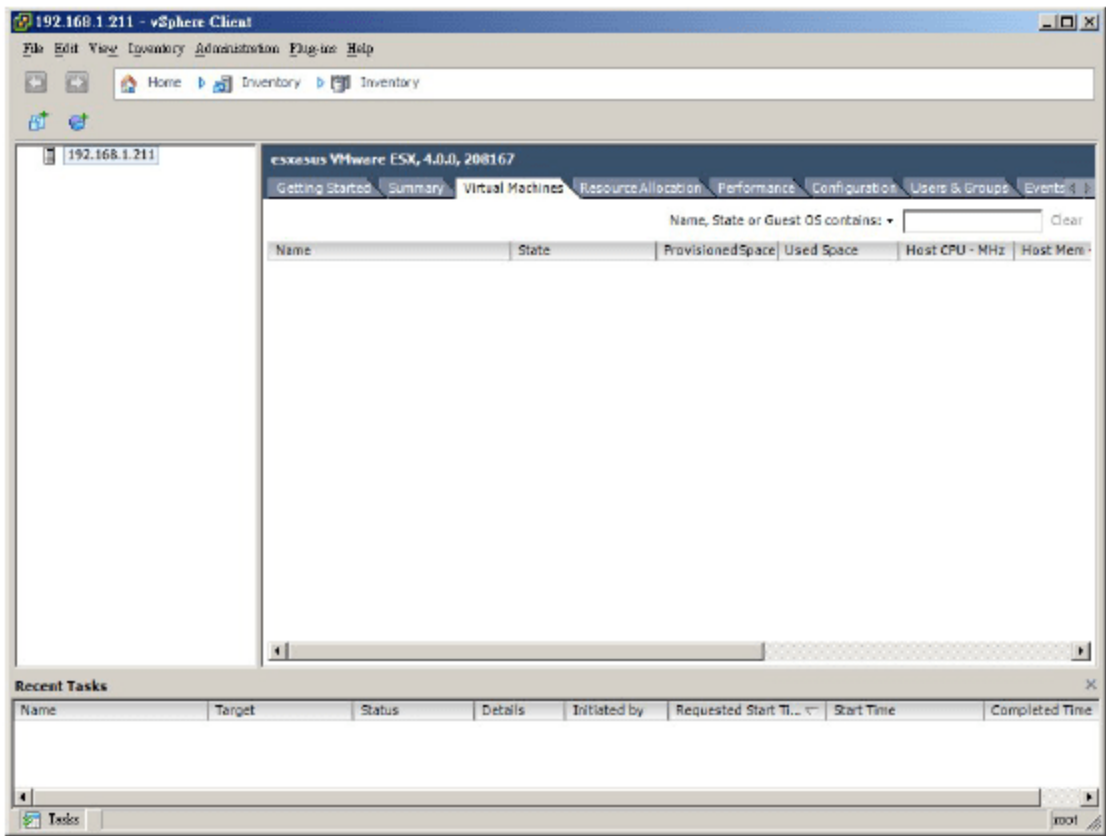 192.168.1.211 - vSphere Client
File Edit View Inventory Administration Plug-ins Help
Home Inventory Inventory
192.168.1.211
esxasus VMware ESX, 4.0.0, 208167
Getting Started Summary Virtual Machines Resource Allocation Performance Configuration Users & Groups Events
Name, State or Guest OS contains: Clear
Name State Provisioned Space Used Space Host CPU - MHz Host Mem -
Recent Tasks
Name Target Status Details Initiated by Requested Start Ti... Start Time Completed Time
Tasks root